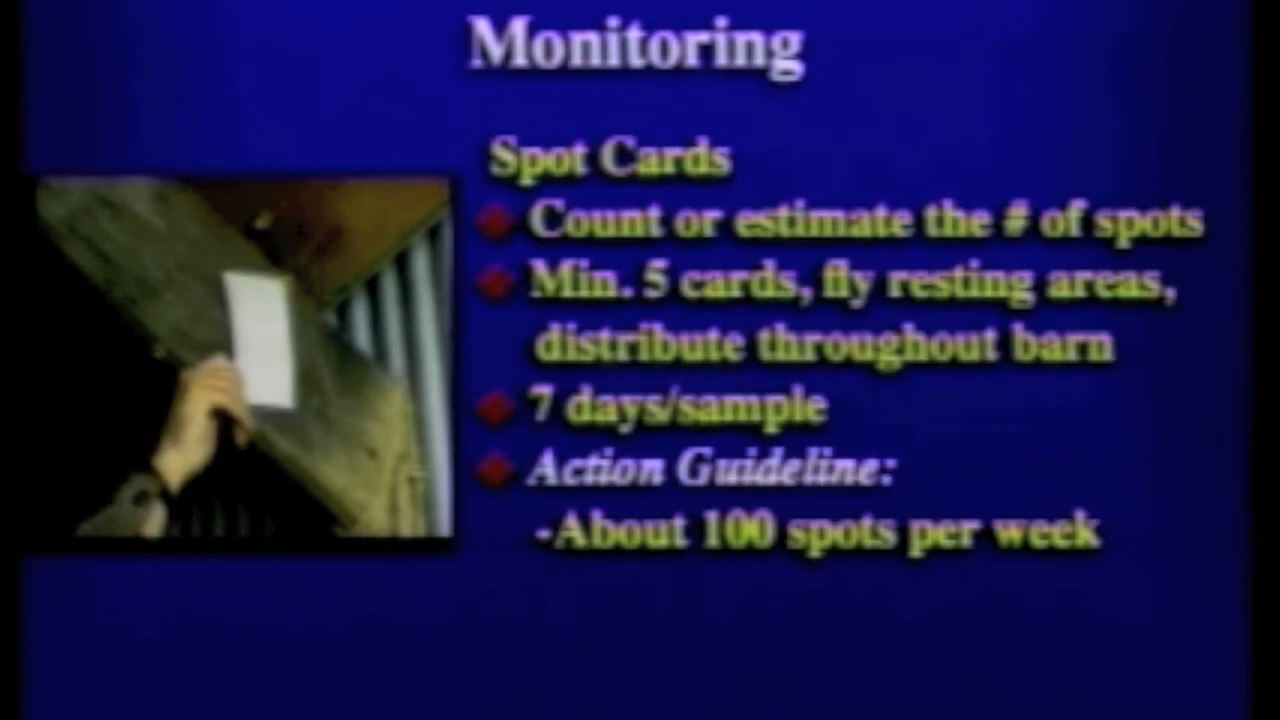 Monitoring
Spot Cards
Count or estimate the # of spots
Min. 5 cards, fly resting areas,
distribute throughout barn
7 days/sample
Action Guideline:
-About 100 spots per week